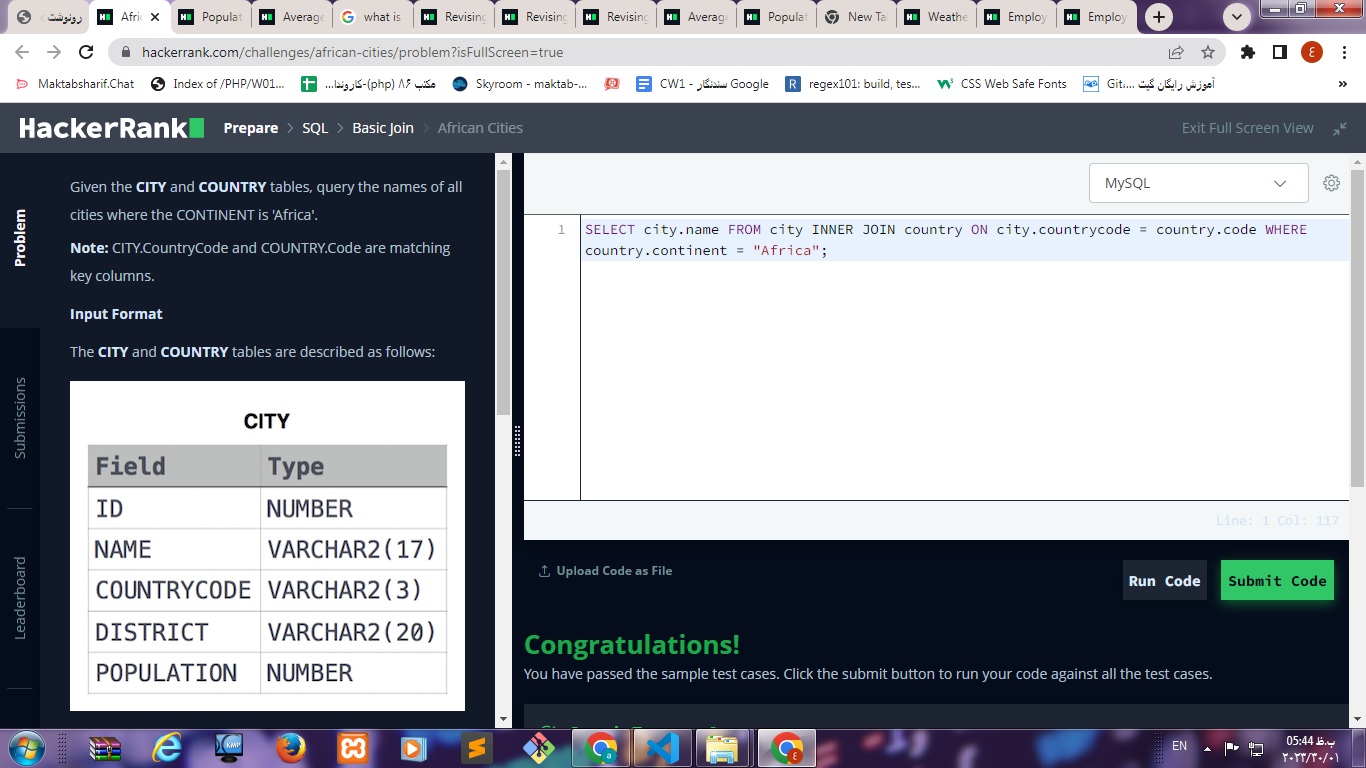 رونوشت
Afri
Populat
Average
what is
Revising
Revising
Revising
Average
Populat
New Ta
Weathe
Employ
Employ
hackerrank.com/challenges/african-cities/problem?isFullScreen=true
Maktabsharif.Chat
Index of /PHP/W01...
مکتب ۸۶ (php)-کاروندا...
Skyroom - maktab-...
CW1 - سندنگار Google
regex101: build, tes...
CSS Web Safe Fonts
آموزش رایگان گیت ...Git
HackerRank
Prepare > SQL > Basic Join > African Cities
Exit Full Screen View
Problem
Submissions
Leaderboard
Given the CITY and COUNTRY tables, query the names of all
cities where the CONTINENT is 'Africa'.
Note: CITY.CountryCode and COUNTRY.Code are matching
key columns.
Input Format
The CITY and COUNTRY tables are described as follows:
CITY
Field Type
ID NUMBER
NAME VARCHAR2(17)
COUNTRYCODE VARCHAR2(3)
DISTRICT VARCHAR2(20)
POPULATION NUMBER
MySQL
1 SELECT city.name FROM city INNER JOIN country ON city.countrycode = country.code WHERE
country.continent = "Africa";
Line: 1 Col: 117
Upload Code as File
Run Code
Submit Code
Congratulations!
You have passed the sample test cases. Click the submit button to run your code against all the test cases.
KMP
EN
05:44 ب.ظ